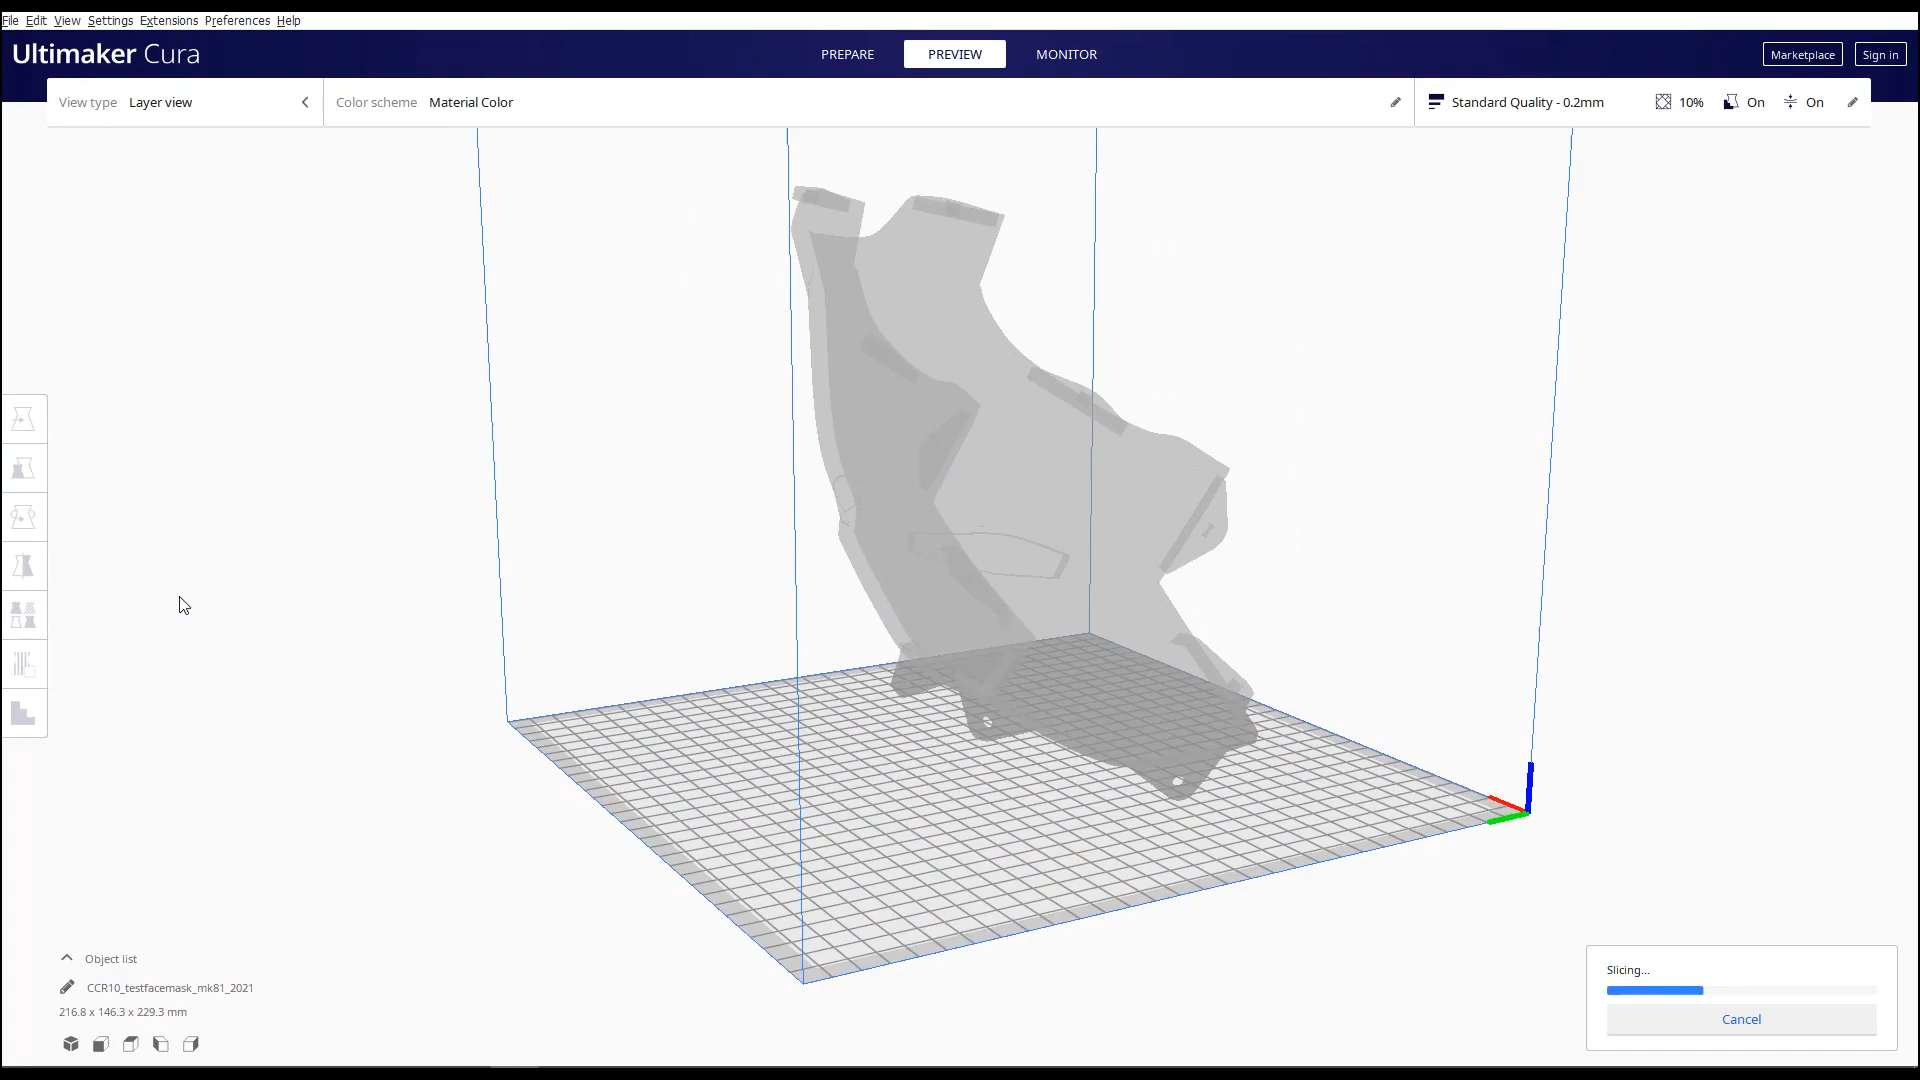 File Edit View Settings Extensions Preferences Help
Ultimaker Cura PREPARE PREVIEW MONITOR Marketplace Sign in
View type Layer view Color scheme Material Color Standard Quality - 0.2mm 10% On On
Object list
CCR10_testfacemask_mk81_2021
216.8 x 146.3 x 229.3 mm
Slicing...
Cancel